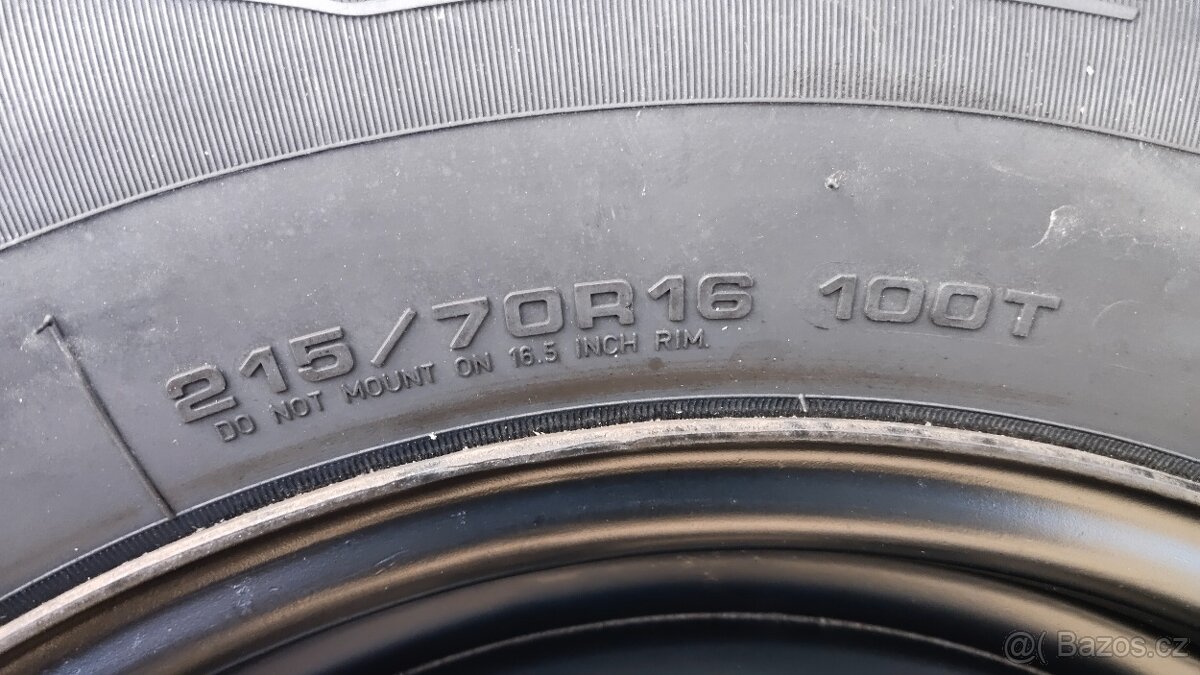 215/70R16 100T
DO NOT MOUNT ON 16.5 INCH RIM.
@( Bazos.cz